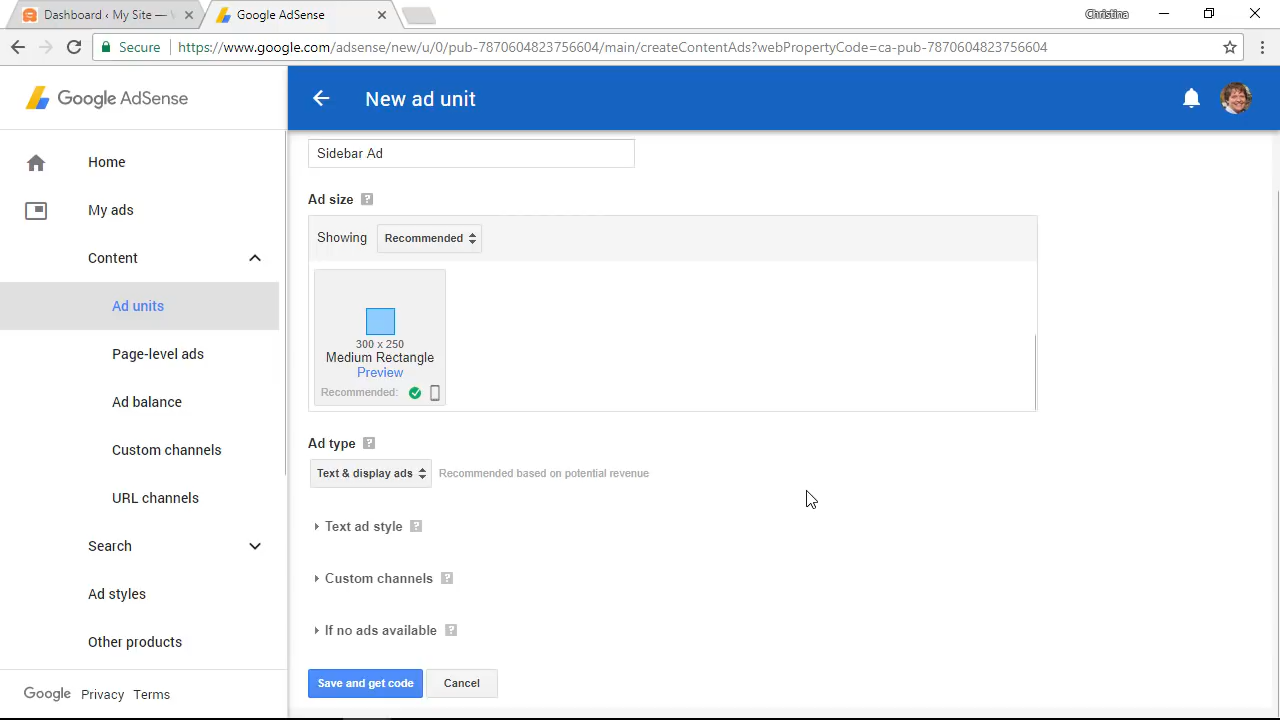 Dashboard ‹ My Site —
Google AdSense
Christina
Secure
https://www.google.com/adsense/new/u/0/pub-7870604823756604/main/createContentAds?webPropertyCode=ca-pub-7870604823756604
Google AdSense
New ad unit
Home
My ads
Content
Ad units
Page-level ads
Ad balance
Custom channels
URL channels
Search
Ad styles
Other products
Google Privacy Terms
Sidebar Ad
Ad size ?
Showing Recommended
300 x 250
Medium Rectangle
Preview
Recommended:
Ad type ?
Text & display ads Recommended based on potential revenue
Text ad style ?
Custom channels ?
If no ads available ?
Save and get code Cancel